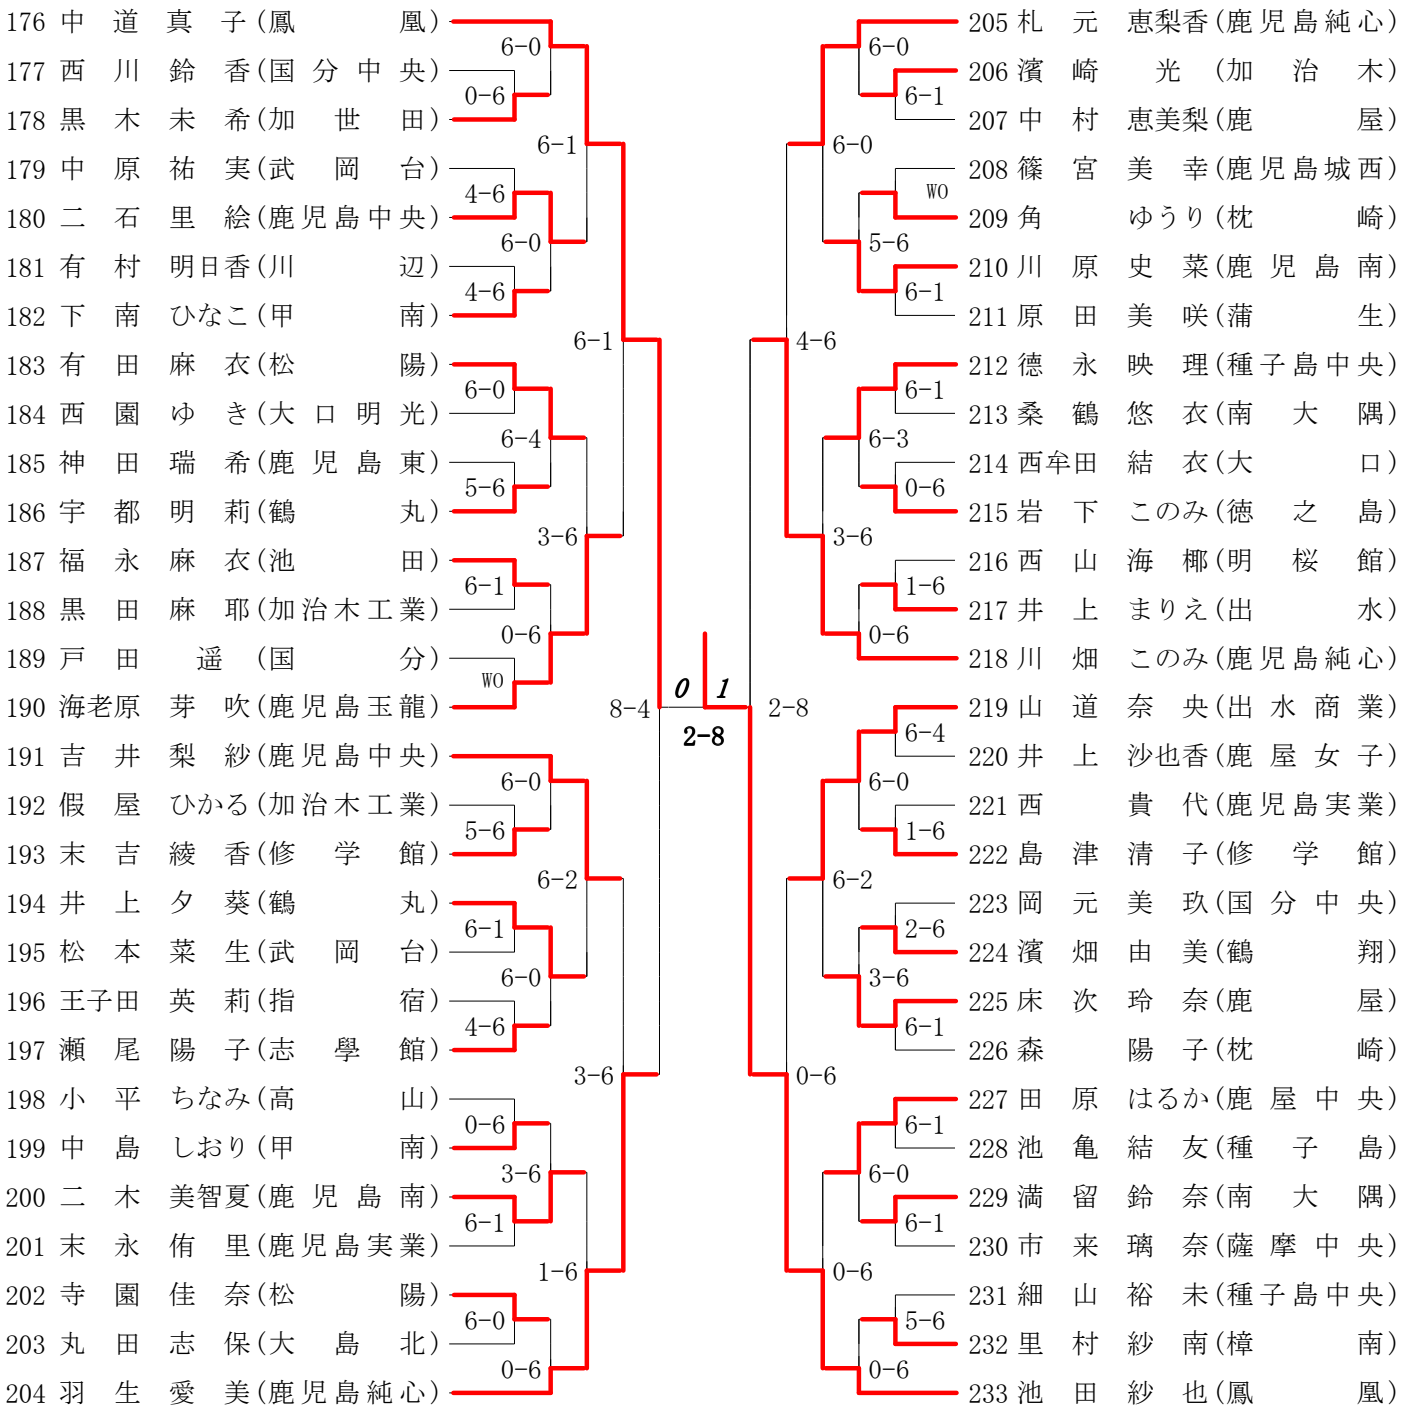 176 中道真子(鳳凰)
6-0
177 西川鈴香(国分中央)
0-6
178 黒木未希(加世田)
6-1
179 中原祐実(武岡台)
4-6
180 二石里絵(鹿児島中央)
6-0
181 有村明日香(川辺)
4-6
182 下南ひなこ(甲南)
6-1
183 有田麻衣(松陽)
6-0
184 西園ゆき(大口明光)
6-4
185 神田瑞希(鹿児島東)
5-6
186 宇都明莉(鶴丸)
3-6
187 福永麻衣(池田)
6-1
188 黒田麻耶(加治木工業)
0-6
189 戸田遥(国分)
WO
190 海老原芽吹(鹿児島玉龍)
8-4
191 吉井梨紗(鹿児島中央)
6-0
192 假屋ひかる(加治木工業)
5-6
193 末吉綾香(修学館)
6-2
194 井上夕葵(鶴丸)
6-1
195 松本菜生(武岡台)
6-0
196 王子田英莉(指宿)
4-6
197 瀬尾陽子(志學館)
3-6
198 小平ちなみ(高山)
0-6
199 中島しおり(甲南)
3-6
200 二木美智夏(鹿児島南)
6-1
201 末永侑里(鹿児島実業)
1-6
202 寺園佳奈(松陽)
6-0
203 丸田志保(大島北)
0-6
204 羽生愛美(鹿児島純心)
0 1
2-8
205 札元恵梨香(鹿児島純心)
6-0
206 濱崎光(加治木)
6-1
207 中村恵美梨(鹿屋)
6-0
208 篠宮美幸(鹿児島城西)
WO
209 角ゆうり(枕崎)
5-6
210 川原史菜(鹿児島南)
6-1
211 原田美咲(蒲生)
4-6
212 德永映理(種子島中央)
6-1
213 桑鶴悠衣(南大隅)
6-3
214 西牟田結衣(大口)
0-6
215 岩下このみ(徳之島)
3-6
216 西山海椰(明桜館)
1-6
217 井上まりえ(出水)
0-6
218 川畑このみ(鹿児島純心)
2-8
219 山道奈央(出水商業)
6-4
220 井上沙也香(鹿屋女子)
6-0
221 西貴代(鹿児島実業)
1-6
222 島津清子(修学館)
6-2
223 岡元美玖(国分中央)
2-6
224 濱畑由美(鶴翔)
3-6
225 床次玲奈(鹿屋)
6-1
226 森陽子(枕崎)
0-6
227 田原はるか(鹿屋中央)
6-1
228 池亀結友(種子島)
6-0
229 満留鈴奈(南大隅)
6-1
230 市来璃奈(薩摩中央)
0-6
231 細山裕未(種子島中央)
5-6
232 里村紗南(樟南)
0-6
233 池田紗也(鳳凰)